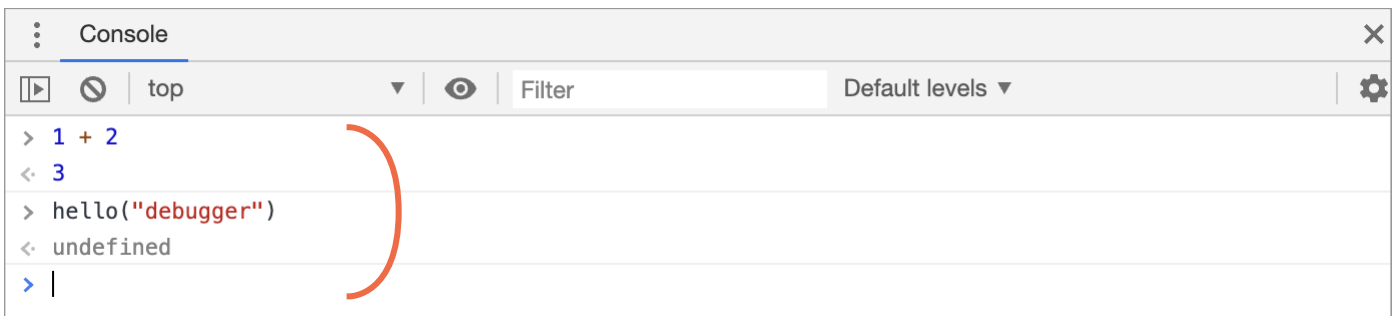 Console
top Filter Default levels
> 1 + 2
3
> hello("debugger")
undefined
>